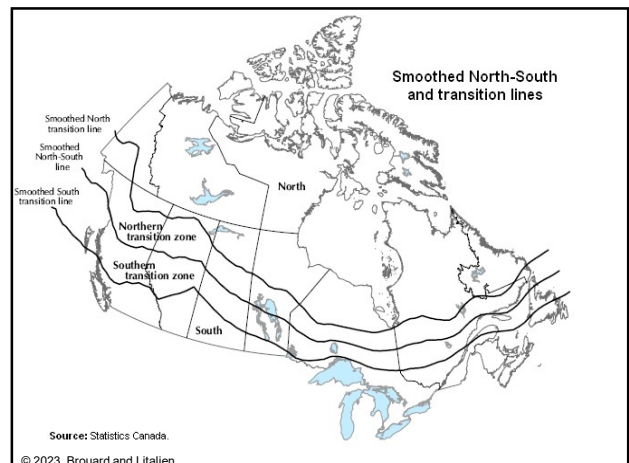 Smoothed North-South
and transition lines
Smoothed North
transition line
Smoothed
North-South
line
Smoothed South
transition line
North
Northern
transition zone
Southern
transition zone
South
Source: Statistics Canada.
© 2023, Brouard and Litalien